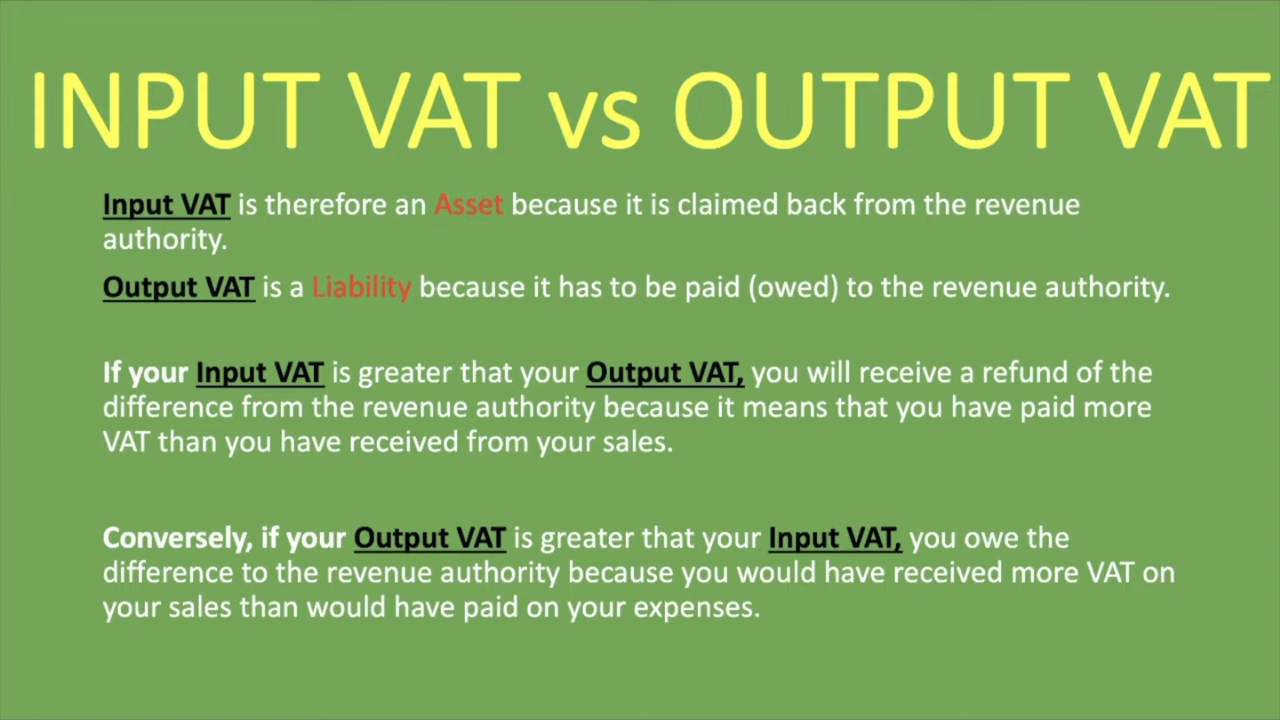 INPUT VAT vs OUTPUT VAT
Input VAT is therefore an Asset because it is claimed back from the revenue
authority.
Output VAT is a Liability because it has to be paid (owed) to the revenue authority.
If your Input VAT is greater that your Output VAT, you will receive a refund of the
difference from the revenue authority because it means that you have paid more
VAT than you have received from your sales.
Conversely, if your Output VAT is greater that your Input VAT, you owe the
difference to the revenue authority because you would have received more VAT on
your sales than would have paid on your expenses.